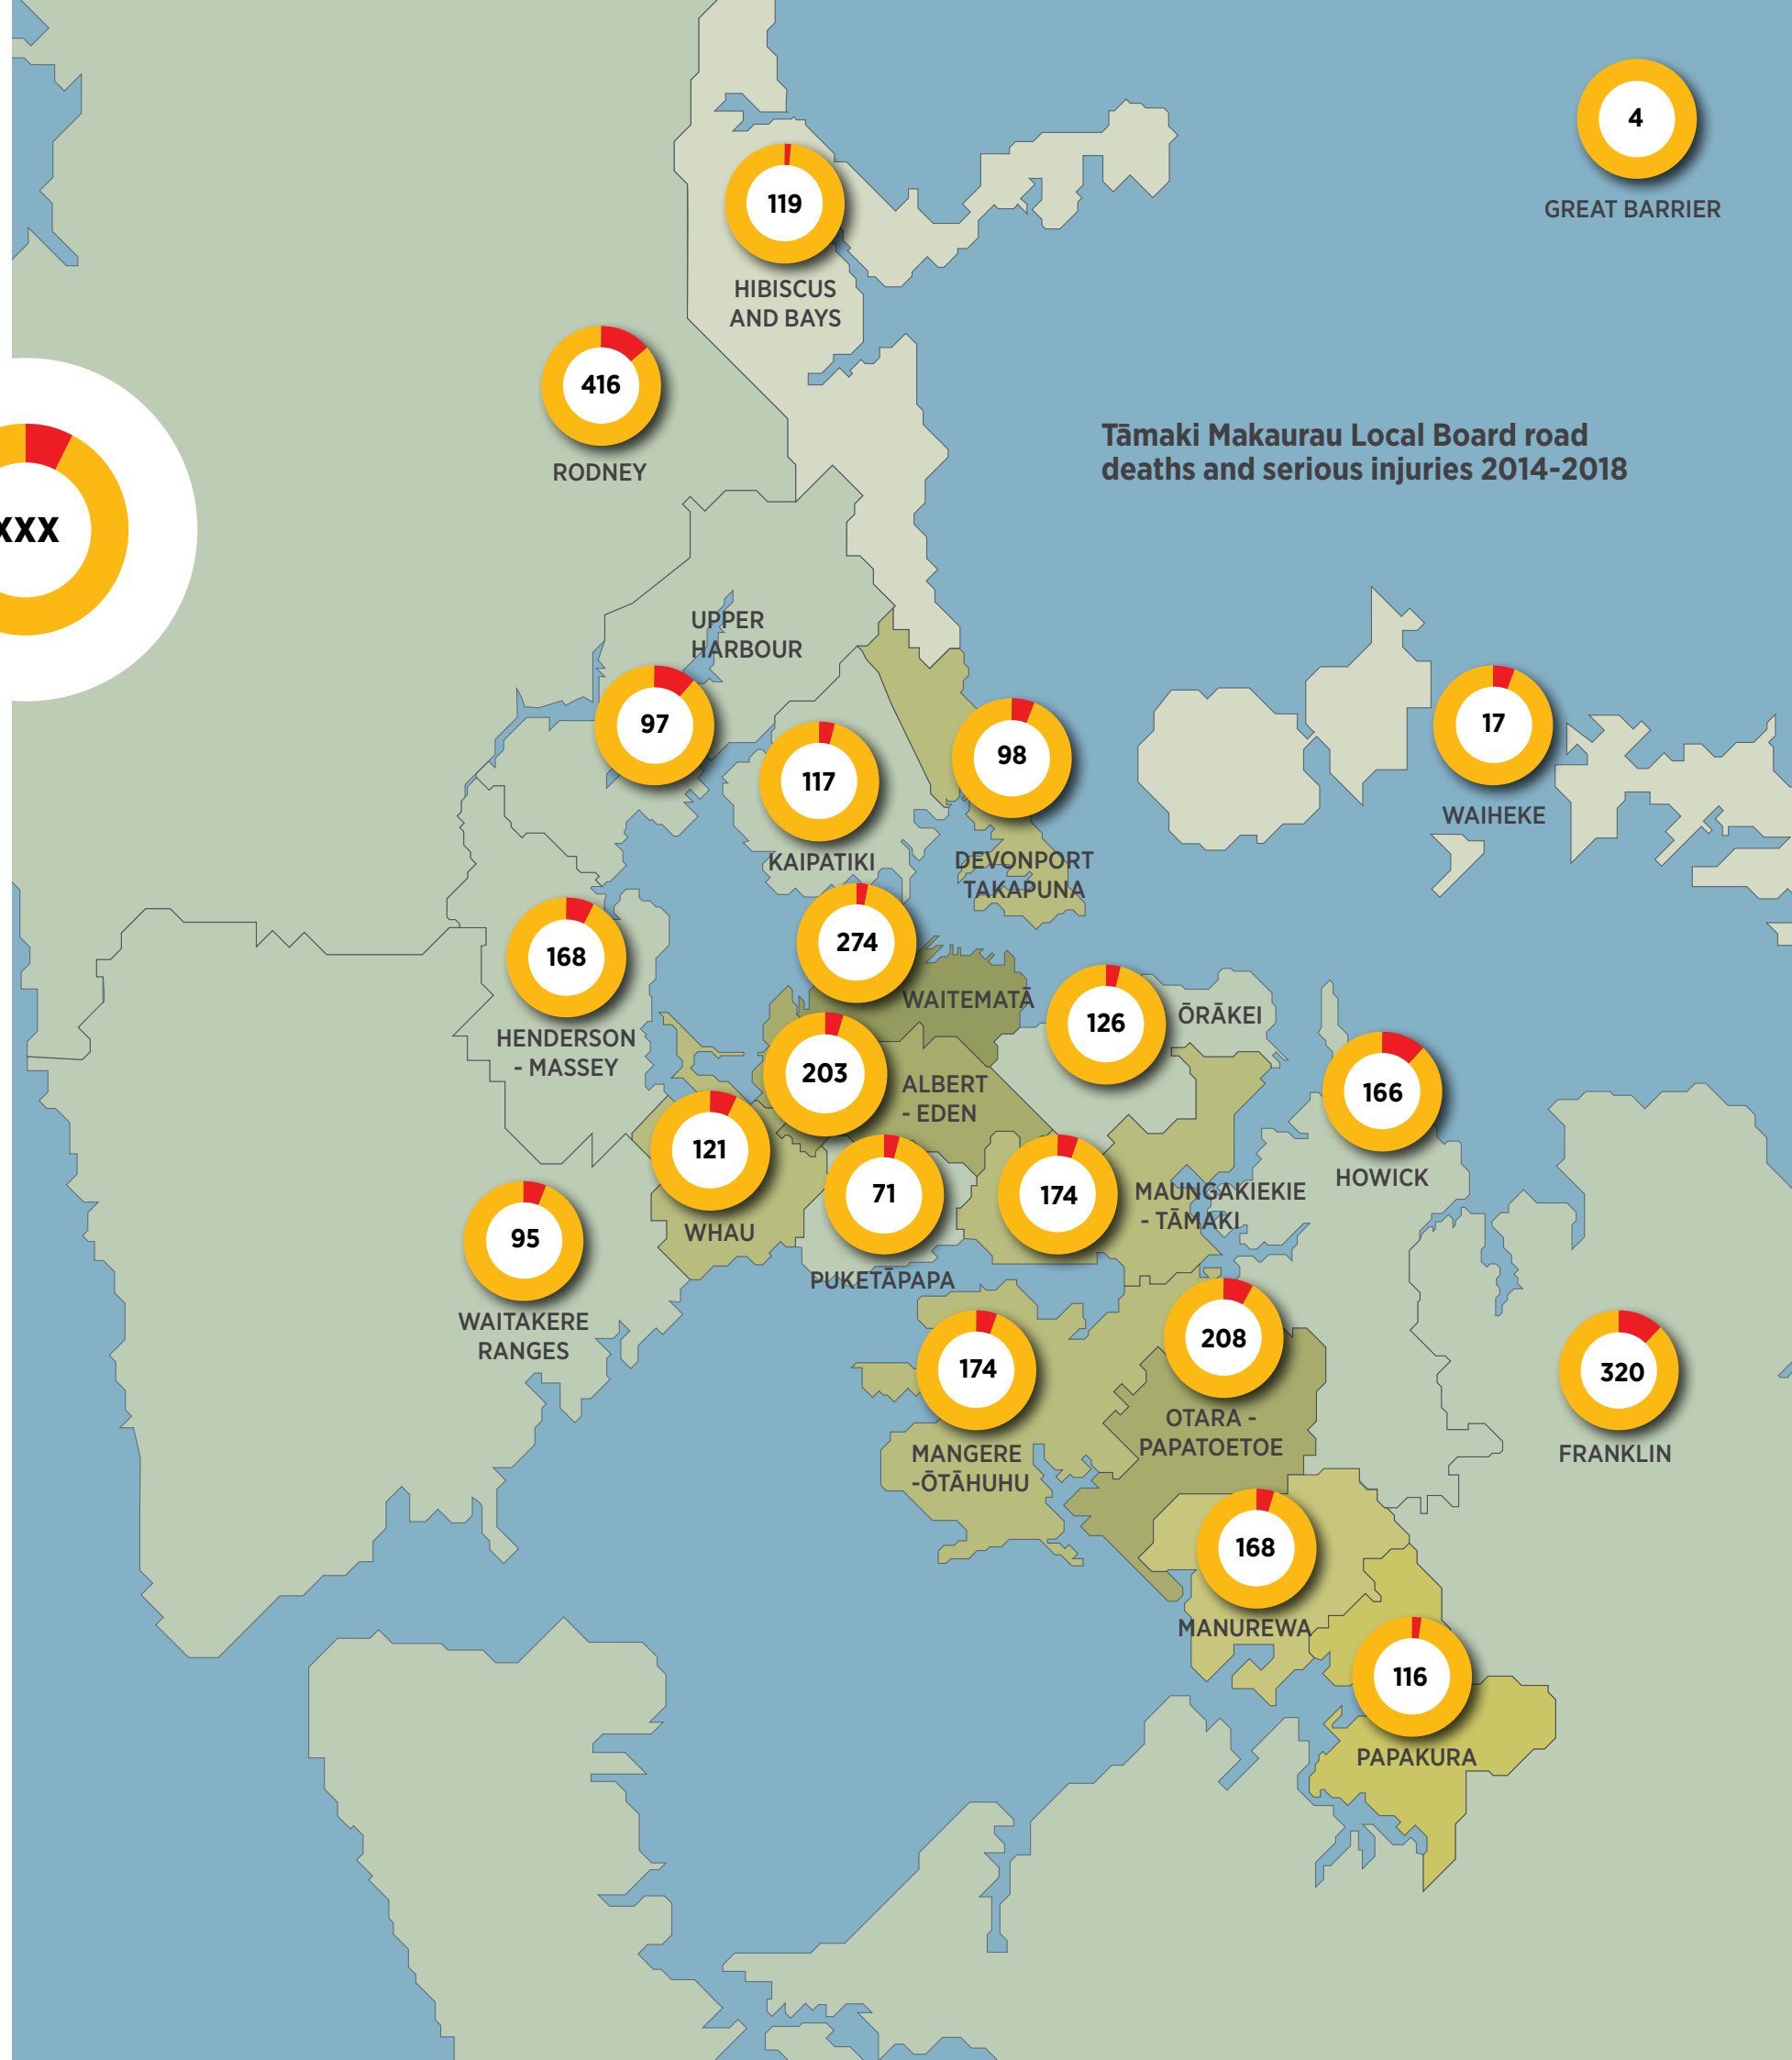 4
GREAT BARRIER
119
HIBISCUS
AND BAYS
416
RODNEY
Tāmaki Makaurau Local Board road
deaths and serious injuries 2014-2018
XXX
UPPER
HARBOUR
97
117
KAIPATIKI
98
DEVONPORT
TAKAPUNA
17
WAIHEKE
274
WAITEMATĀ
168
HENDERSON
- MASSEY
126
ŌRĀKEI
203
ALBERT
- EDEN
166
HOWICK
121
WHAU
71
PUKETĀPAPA
174
MAUNGAKIEKIE
- TĀMAKI
95
WAITAKERE
RANGES
174
MANGERE
-ŌTĀHUHU
208
OTARA -
PAPATOETOE
320
FRANKLIN
168
MANUREWA
116
PAPAKURA